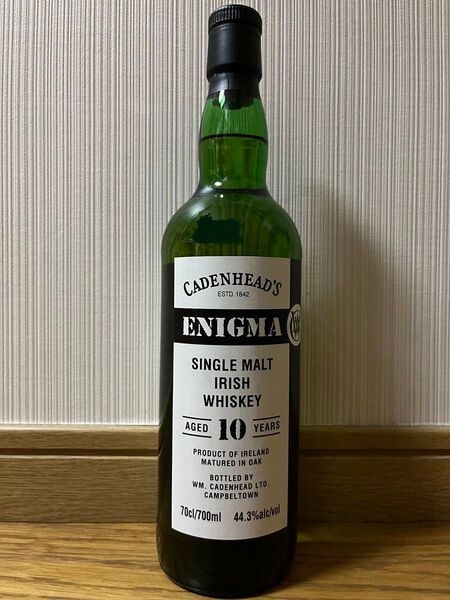 CADENHEAD'S
ESTD. 1842
ENIGMA
SINGLE MALT
IRISH
WHISKEY
AGED 10 YEARS
PRODUCT OF IRELAND
MATURED IN OAK
BOTTLED BY
WM. CADENHEAD LTD.
CAMPBELTOWN
70cl/700ml 44.3%alc/vol